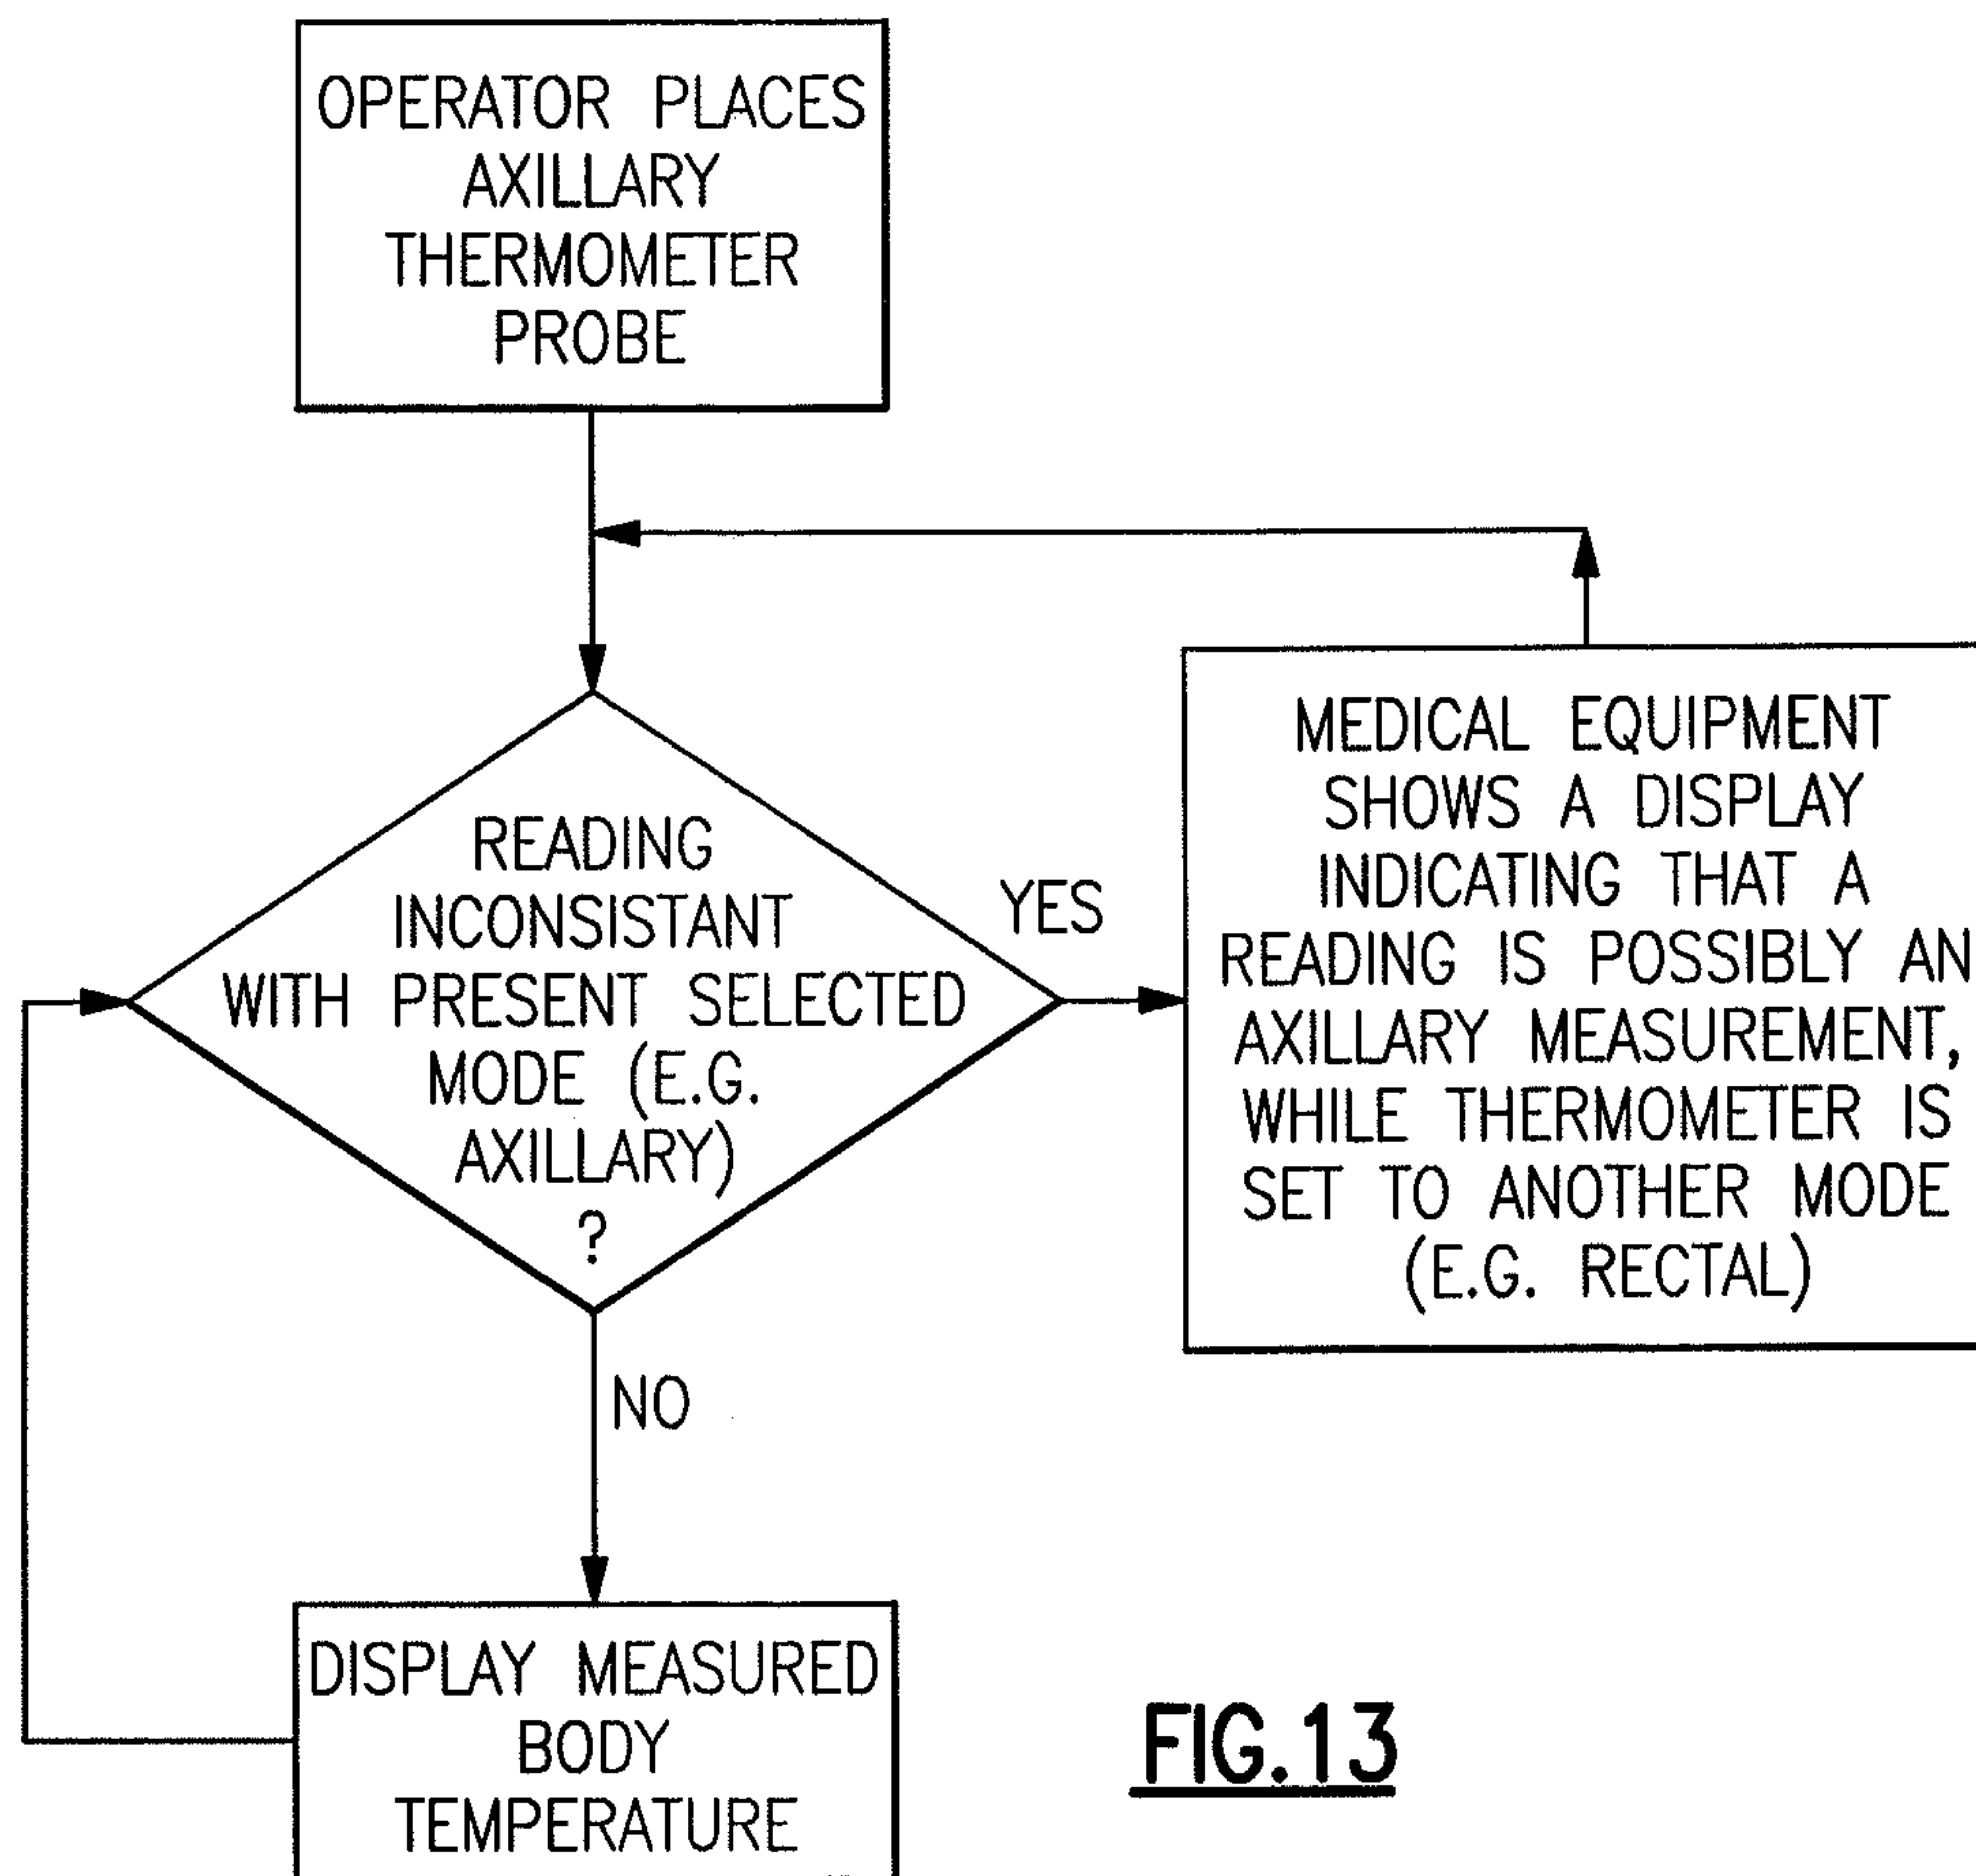 OPERATOR PLACES
AXILLARY
THERMOMETER
PROBE
READING
INCONSISTANT
WITH PRESENT SELECTED
MODE (E.G.
AXILLARY)
?
YES
MEDICAL EQUIPMENT
SHOWS A DISPLAY
INDICATING THAT A
READING IS POSSIBLY AN
AXILLARY MEASUREMENT,
WHILE THERMOMETER IS
SET TO ANOTHER MODE
(E.G. RECTAL)
NO
DISPLAY MEASURED
BODY
TEMPERATURE
FIG.13